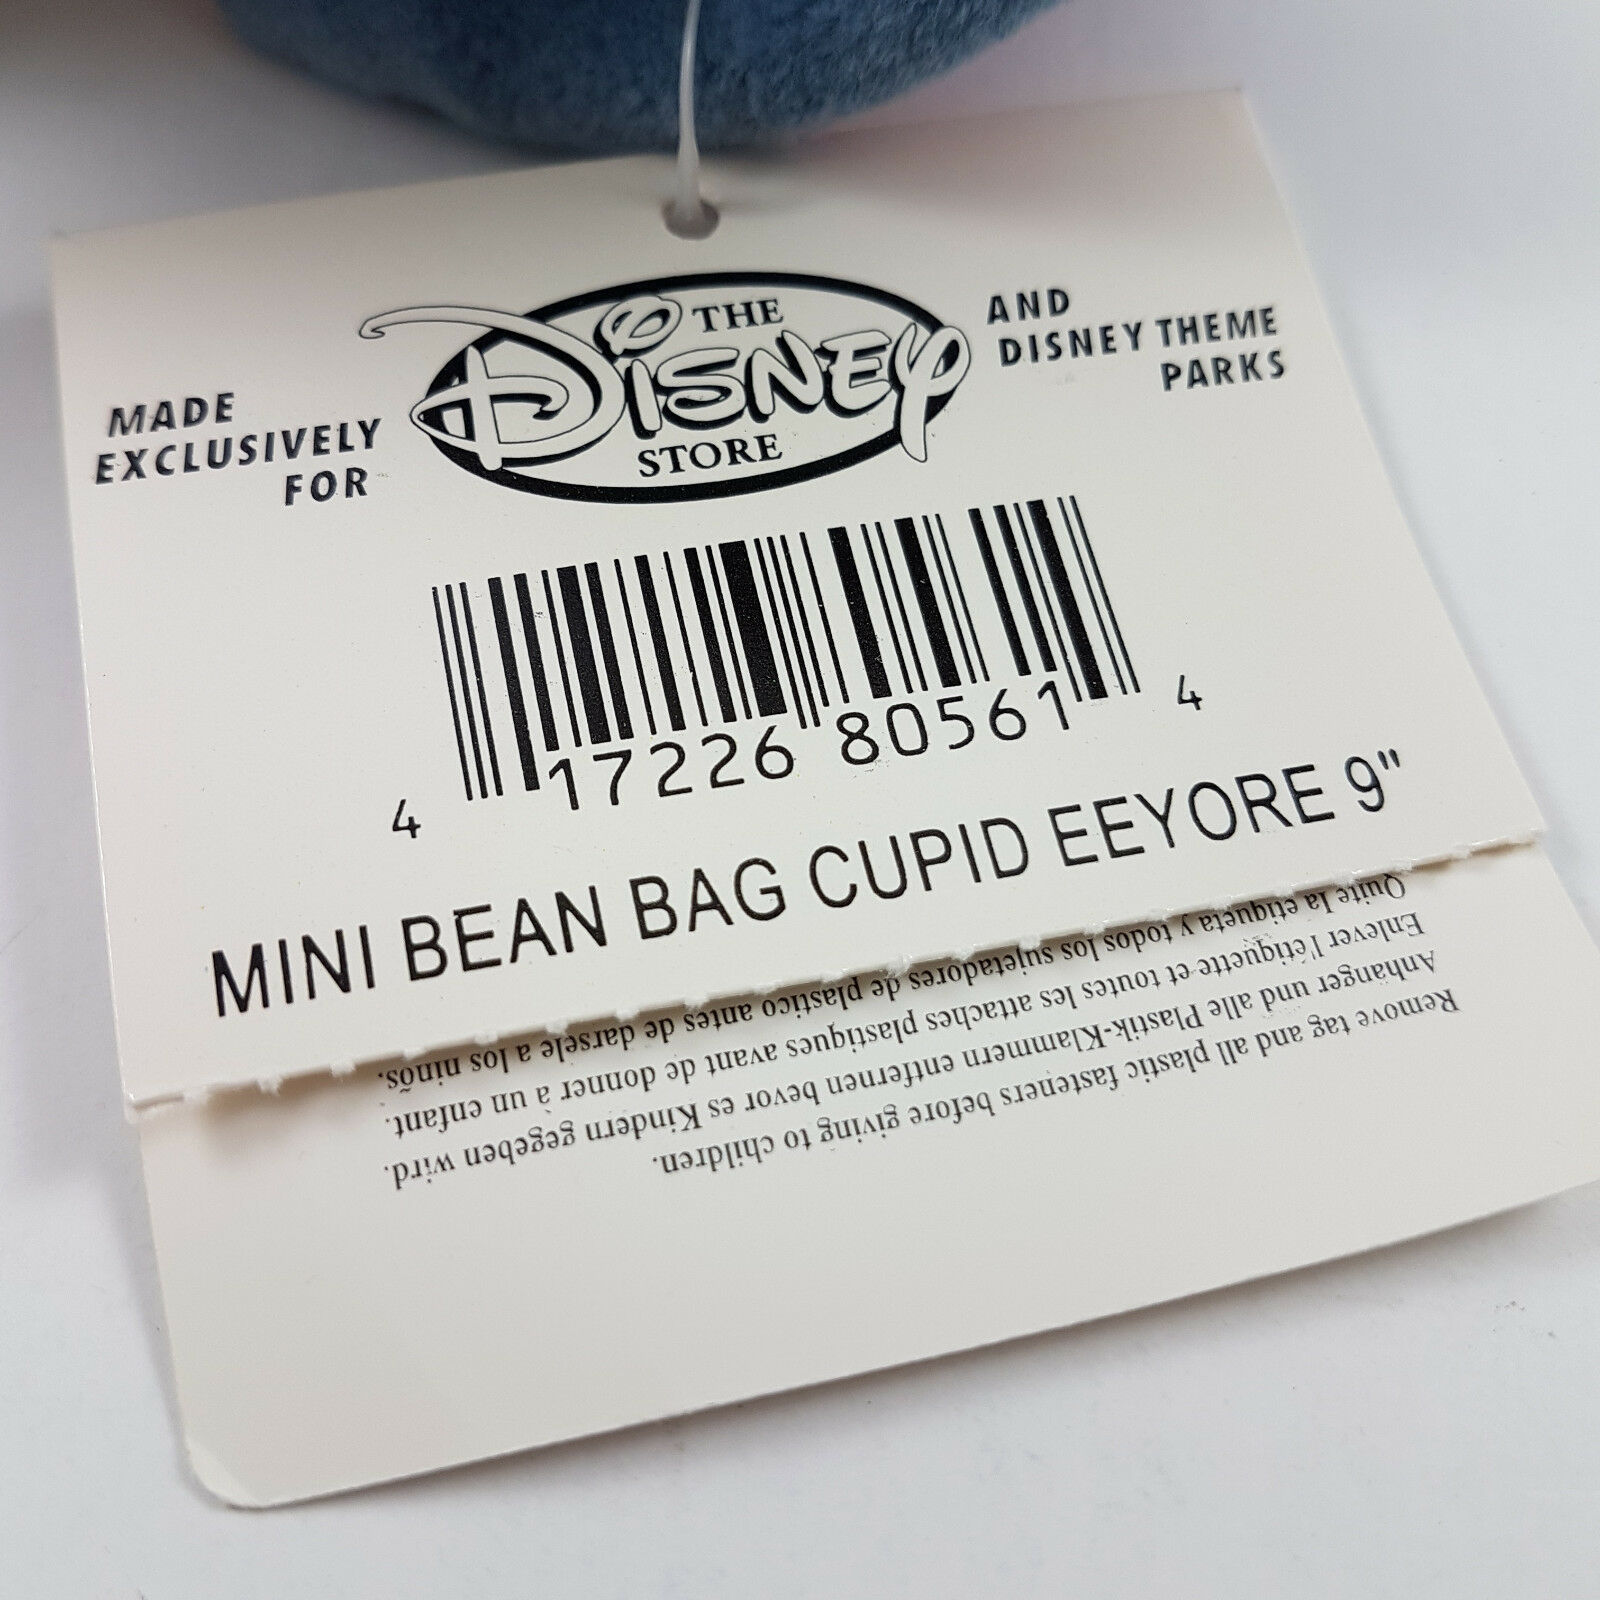 MADE
EXCLUSIVELY
FOR
THE
DISNEY
STORE
AND
DISNEY THEME
PARKS
4 17226 80561 4
MINI BEAN BAG CUPID EEYORE 9"
Remove tag and all plastic fasteners before giving to children.
Anhänger und alle Plastik-Klammern entfernen bevor es Kindern gegeben wird.
Enlever l'étiquette et toutes les attaches plastiques avant de donner à un enfant.
Quite la etiqueta y todos los sujetadores de plastico antes de darsele a los ninõs.